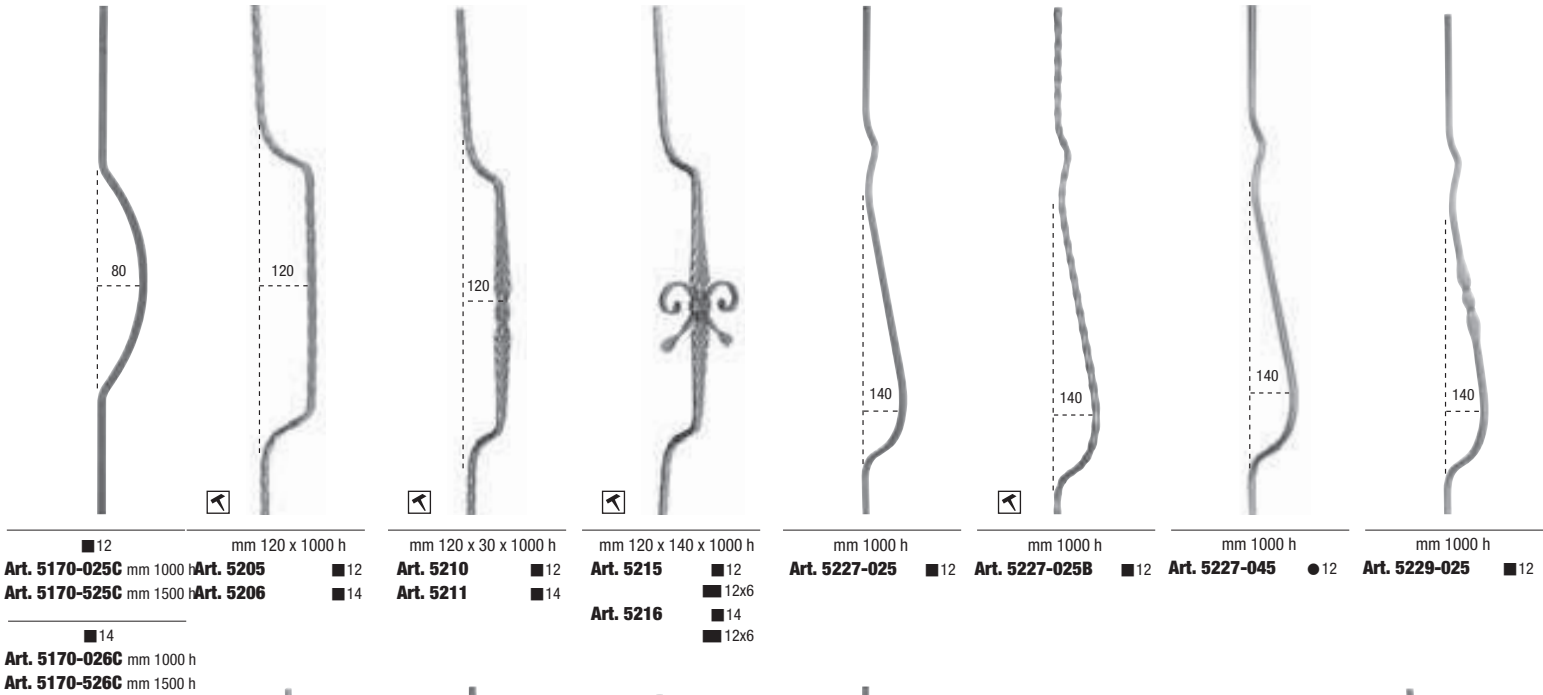 80
120
120
140
140
140
140
■ 12
Art. 5170-025C mm 1000 h
Art. 5170-525C mm 1500 h
■ 14
Art. 5170-026C mm 1000 h
Art. 5170-526C mm 1500 h
mm 120 x 1000 h
Art. 5205 ■ 12
Art. 5206 ■ 14
mm 120 x 30 x 1000 h
Art. 5210 ■ 12
Art. 5211 ■ 14
mm 120 x 140 x 1000 h
Art. 5215 ■ 12
12x6
Art. 5216 ■ 14
12x6
mm 1000 h
Art. 5227-025 ■ 12
mm 1000 h
Art. 5227-025B ■ 12
mm 1000 h
Art. 5227-045 ● 12
mm 1000 h
Art. 5229-025 ■ 12